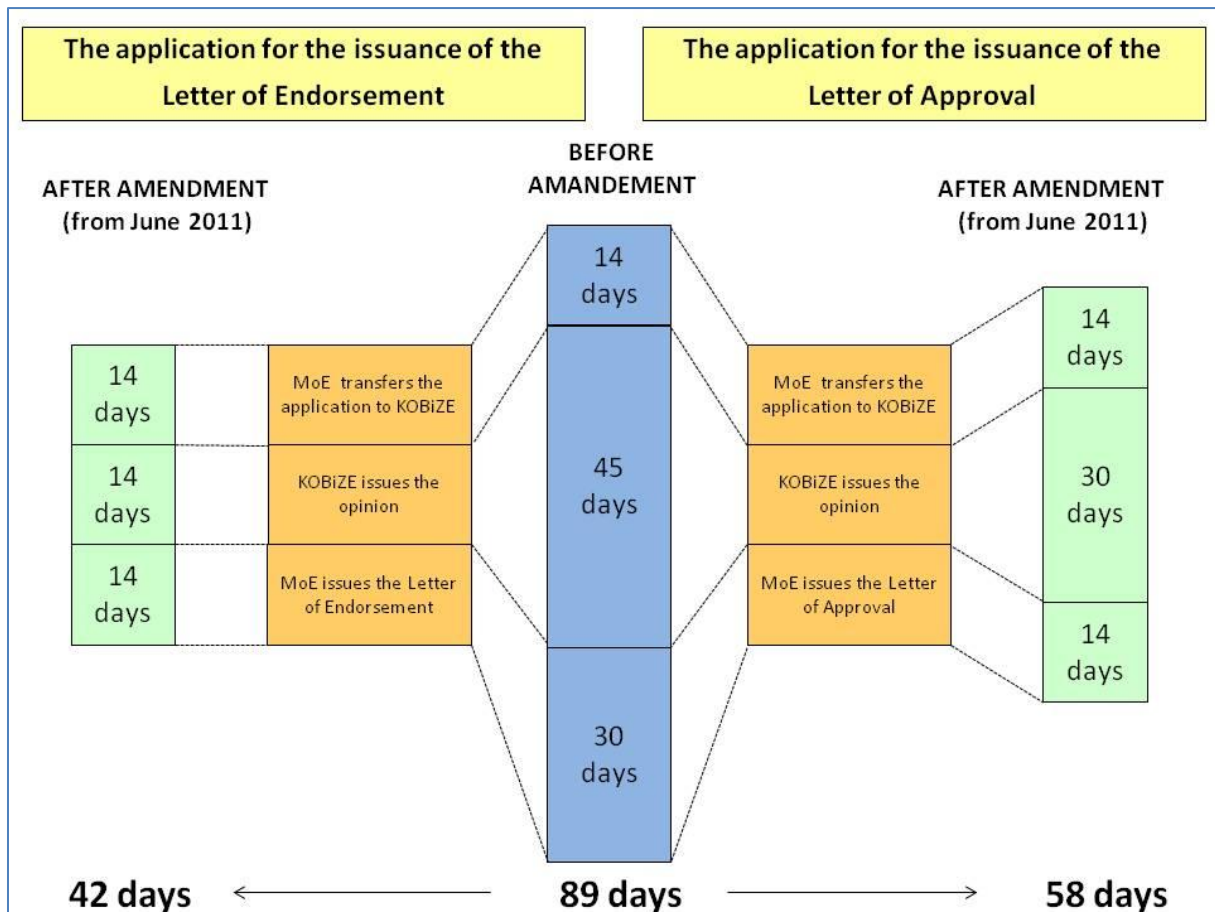 The application for the issuance of the
Letter of Endorsement
The application for the issuance of the
Letter of Approval
AFTER AMENDMENT
(from June 2011)
BEFORE
AMANDEMENT
AFTER AMENDMENT
(from June 2011)
14
days
14
days
14
days
MoE transfers the
application to KOBiZE
KOBiZE issues the
opinion
MoE issues the Letter
of Endorsement
14
days
45
days
30
days
MoE transfers the
application to KOBiZE
KOBiZE issues the
opinion
MoE issues the Letter
of Approval
14
days
30
days
14
days
42 days
89 days
58 days